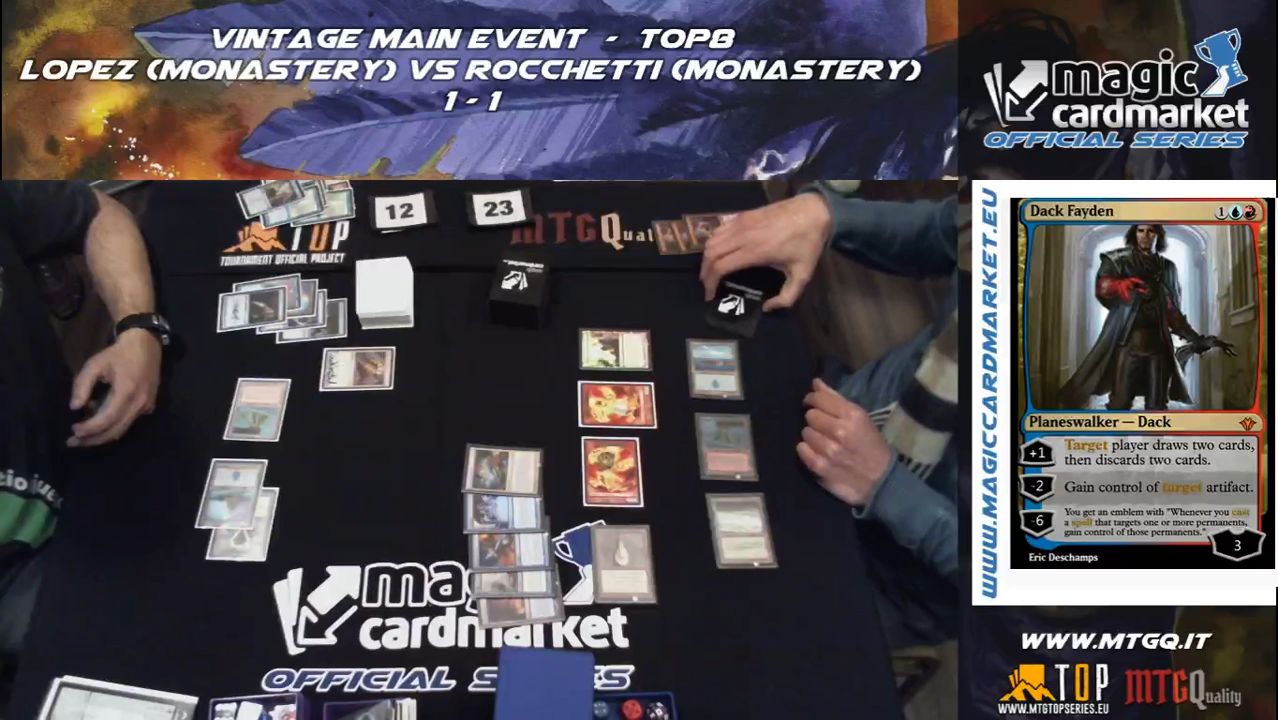 VINTAGE MAIN EVENT - TOP8
LOPEZ (MONASTERY) VS ROCCHETTI (MONASTERY)
1 - 1
magic
cardmarket
OFFICIAL SERIES
12
23
MTGQual
TOP
TOURNAMENT OFFICIAL PROJECT
WWW.MAGICCARDMARKET.EU
Dack Fayden
1
Planeswalker — Dack
+1
Target player draws two cards,
then discards two cards.
-2
Gain control of target artifact.
-6
You get an emblem with "Whenever you cast
a spell that targets one or more permanents,
gain control of those permanents."
3
Eric Deschamps
magic
cardmarket
OFFICIAL SERIES
WWW.MTGQ.IT
TOP
WWW.MTGTOPSERIES.EU
MTGQuality